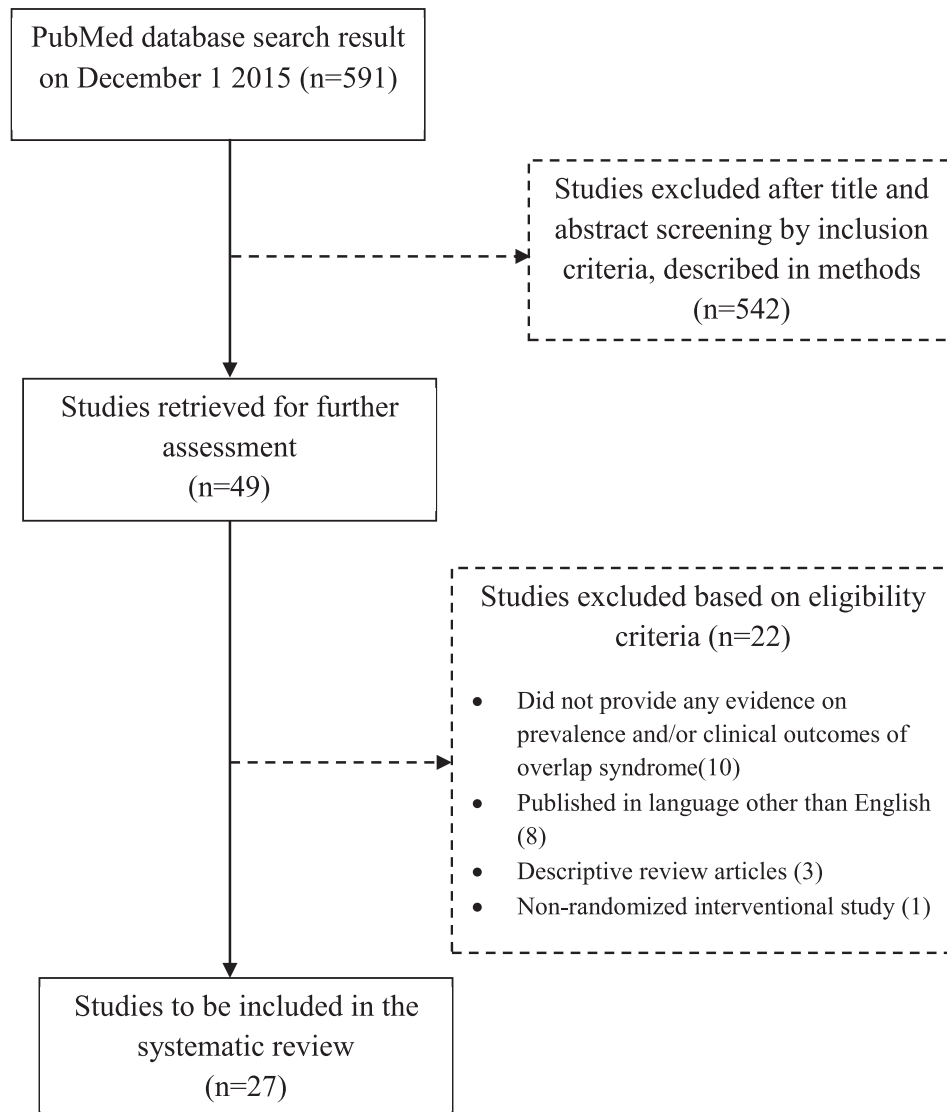 PubMed database search result
on December 1 2015 (n=591)
Studies excluded after title and
abstract screening by inclusion
criteria, described in methods
(n=542)
Studies retrieved for further
assessment
(n=49)
Studies excluded based on eligibility
criteria (n=22)
• Did not provide any evidence on
prevalence and/or clinical outcomes of
overlap syndrome(10)
• Published in language other than English
(8)
• Descriptive review articles (3)
• Non-randomized interventional study (1)
Studies to be included in the
systematic review
(n=27)